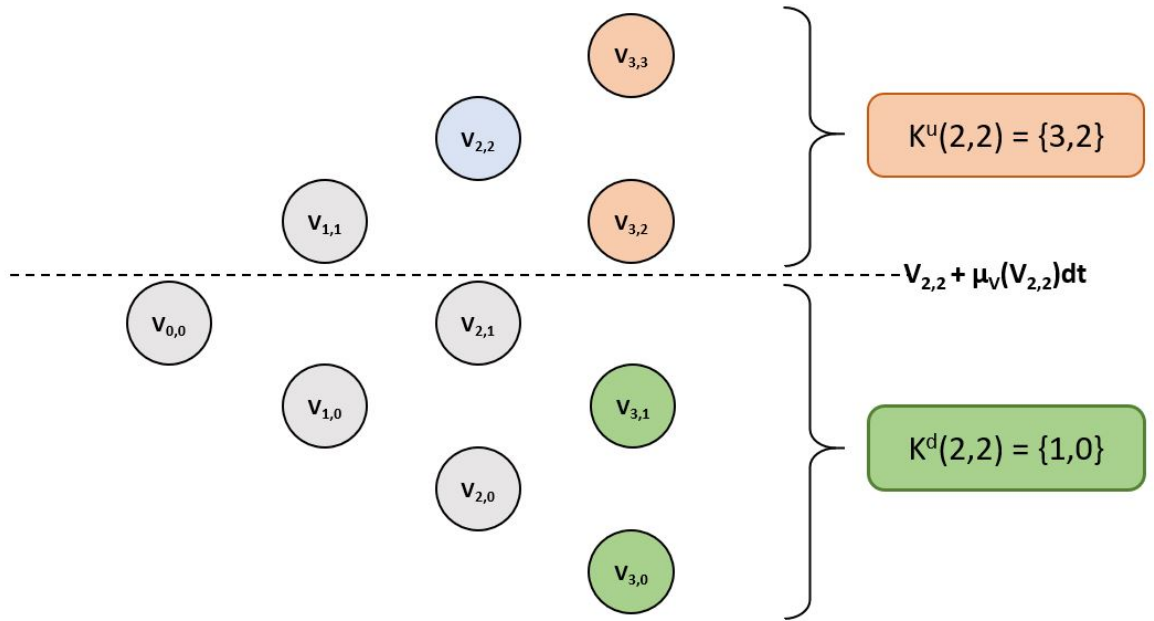 V3,3
V2,2
Kᵘ(2,2) = {3,2}
V1,1
V3,2
V2,2 + μV(V2,2)dt
V0,0
V2,1
V1,0
V3,1
Kᵈ(2,2) = {1,0}
V2,0
V3,0